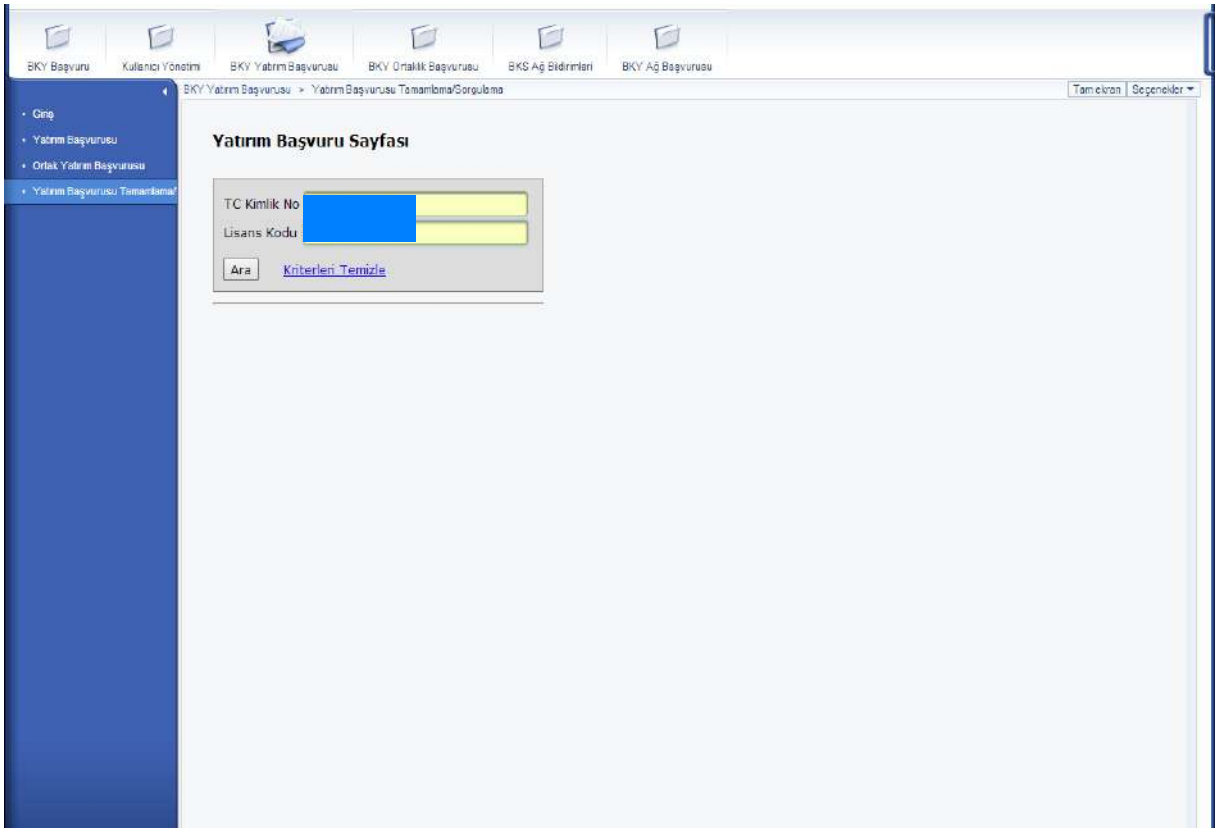 BKY Başvuru Kullanıcı Yönetimi BKY Yatırım Başvurusu BKY Ortaklık Başvurusu BKS Ağ Bildirimleri BKY Ağ Başvurusu
BKY Yatırım Başvurusu > Yatırım Başvurusu Tamamlama/Sorgulama Tam ekran Seçenekler
Giriş
Yatırım Başvurusu
Ortak Yatırım Başvurusu
Yatırım Başvurusu Tamamlama/
Yatırım Başvuru Sayfası
TC Kimlik No
Lisans Kodu
Ara Kriterleri Temizle